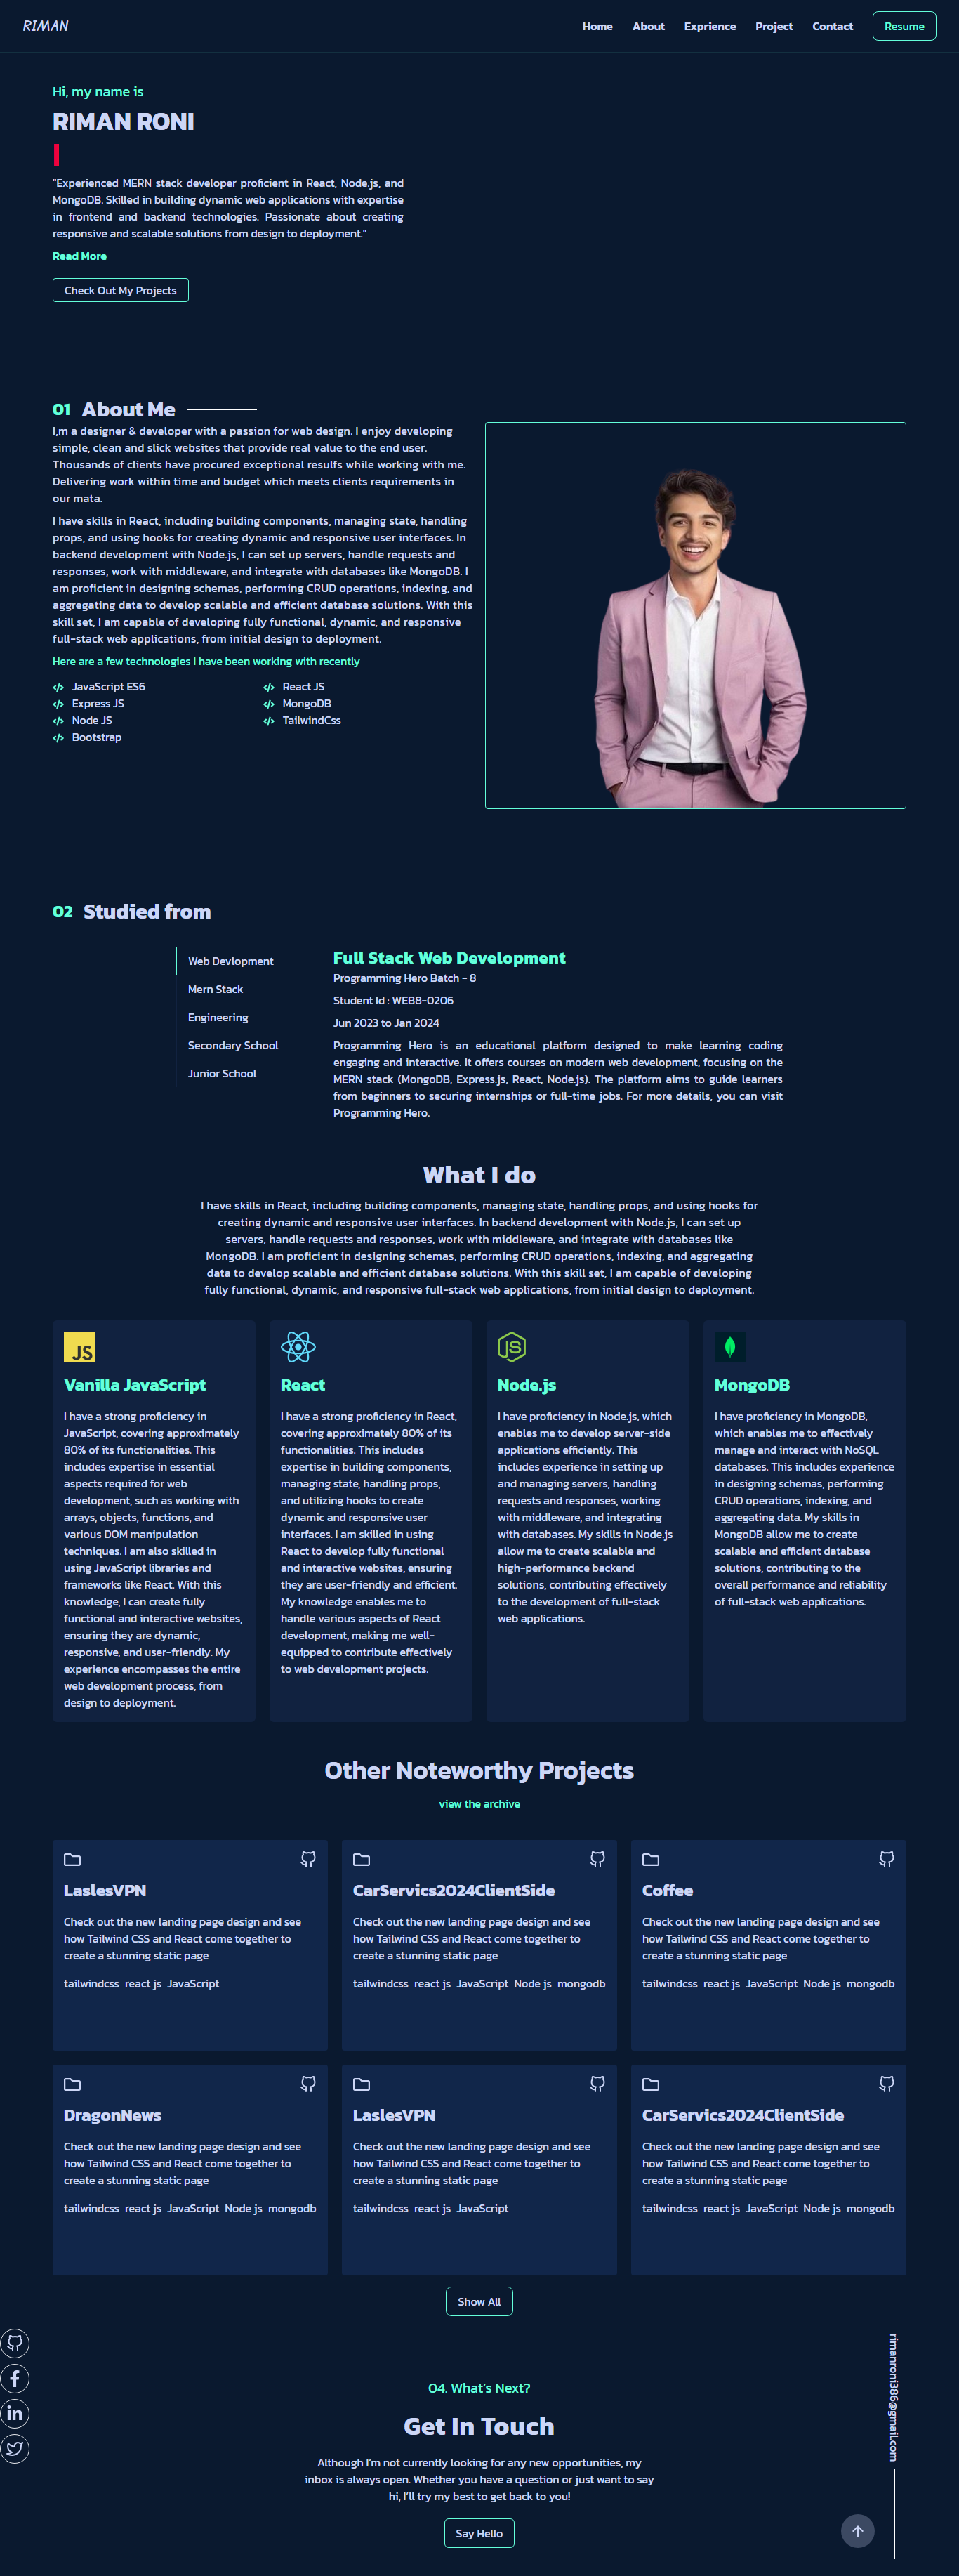 RIMAN
Home About Exprience Project Contact Resume
Hi, my name is
RIMAN RONI
"Experienced MERN stack developer proficient in React, Node.js, and
MongoDB. Skilled in building dynamic web applications with expertise
in frontend and backend technologies. Passionate about creating
responsive and scalable solutions from design to deployment."
Read More
Check Out My Projects
01 About Me
I,m a designer & developer with a passion for web design. I enjoy developing
simple, clean and slick websites that provide real value to the end user.
Thousands of clients have procured exceptional resulfs while working with me.
Delivering work within time and budget which meets clients requirements in
our mata.
I have skills in React, including building components, managing state, handling
props, and using hooks for creating dynamic and responsive user interfaces. In
backend development with Node.js, I can set up servers, handle requests and
responses, work with middleware, and integrate with databases like MongoDB. I
am proficient in designing schemas, performing CRUD operations, indexing, and
aggregating data to develop scalable and efficient database solutions. With this
skill set, I am capable of developing fully functional, dynamic, and responsive
full-stack web applications, from initial design to deployment.
Here are a few technologies I have been working with recently
JavaScript ES6 React JS
Express JS MongoDB
Node JS TailwindCss
Bootstrap
02 Studied from
Web Devlopment
Mern Stack
Engineering
Secondary School
Junior School
Full Stack Web Development
Programming Hero Batch - 8
Student Id : WEB8-0206
Jun 2023 to Jan 2024
Programming Hero is an educational platform designed to make learning coding
engaging and interactive. It offers courses on modern web development, focusing on the
MERN stack (MongoDB, Express.js, React, Node.js). The platform aims to guide learners
from beginners to securing internships or full-time jobs. For more details, you can visit
Programming Hero.
What I do
I have skills in React, including building components, managing state, handling props, and using hooks for
creating dynamic and responsive user interfaces. In backend development with Node.js, I can set up
servers, handle requests and responses, work with middleware, and integrate with databases like
MongoDB. I am proficient in designing schemas, performing CRUD operations, indexing, and aggregating
data to develop scalable and efficient database solutions. With this skill set, I am capable of developing
fully functional, dynamic, and responsive full-stack web applications, from initial design to deployment.
JS
Vanilla JavaScript
I have a strong proficiency in
JavaScript, covering approximately
80% of its functionalities. This
includes expertise in essential
aspects required for web
development, such as working with
arrays, objects, functions, and
various DOM manipulation
techniques. I am also skilled in
using JavaScript libraries and
frameworks like React. With this
knowledge, I can create fully
functional and interactive websites,
ensuring they are dynamic,
responsive, and user-friendly. My
experience encompasses the entire
web development process, from
design to deployment.
React
I have a strong proficiency in React,
covering approximately 80% of its
functionalities. This includes
expertise in building components,
managing state, handling props,
and utilizing hooks to create
dynamic and responsive user
interfaces. I am skilled in using
React to develop fully functional
and interactive websites, ensuring
they are user-friendly and efficient.
My knowledge enables me to
handle various aspects of React
development, making me well-
equipped to contribute effectively
to web development projects.
JS
Node.js
I have proficiency in Node.js, which
enables me to develop server-side
applications efficiently. This
includes experience in setting up
and managing servers, handling
requests and responses, working
with middleware, and integrating
with databases. My skills in Node.js
allow me to create scalable and
high-performance backend
solutions, contributing effectively
to the development of full-stack
web applications.
MongoDB
I have proficiency in MongoDB,
which enables me to effectively
manage and interact with NoSQL
databases. This includes experience
in designing schemas, performing
CRUD operations, indexing, and
aggregating data. My skills in
MongoDB allow me to create
scalable and efficient database
solutions, contributing to the
overall performance and reliability
of full-stack web applications.
Other Noteworthy Projects
view the archive
LaslesVPN
Check out the new landing page design and see
how Tailwind CSS and React come together to
create a stunning static page
tailwindcss react js JavaScript
CarServics2024ClientSide
Check out the new landing page design and see
how Tailwind CSS and React come together to
create a stunning static page
tailwindcss react js JavaScript Node js mongodb
Coffee
Check out the new landing page design and see
how Tailwind CSS and React come together to
create a stunning static page
tailwindcss react js JavaScript Node js mongodb
DragonNews
Check out the new landing page design and see
how Tailwind CSS and React come together to
create a stunning static page
tailwindcss react js JavaScript Node js mongodb
LaslesVPN
Check out the new landing page design and see
how Tailwind CSS and React come together to
create a stunning static page
tailwindcss react js JavaScript
CarServics2024ClientSide
Check out the new landing page design and see
how Tailwind CSS and React come together to
create a stunning static page
tailwindcss react js JavaScript Node js mongodb
Show All
rimanroni386@gmail.com
04. What's Next?
Get In Touch
Although I'm not currently looking for any new opportunities, my
inbox is always open. Whether you have a question or just want to say
hi, I'll try my best to get back to you!
Say Hello